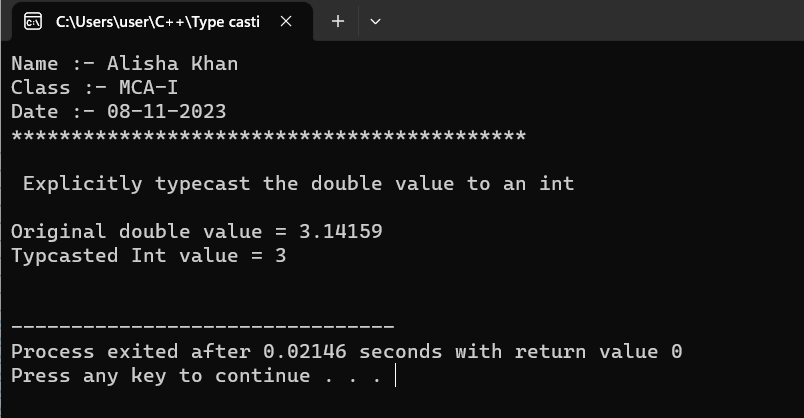 C:\Users\user\C++\Type casti
Name :- Alisha Khan
Class :- MCA-I
Date :- 08-11-2023
*******************************************
Explicitly typecast the double value to an int
Original double value = 3.14159
Typcasted Int value = 3
--------------------------------
Process exited after 0.02146 seconds with return value 0
Press any key to continue . . .